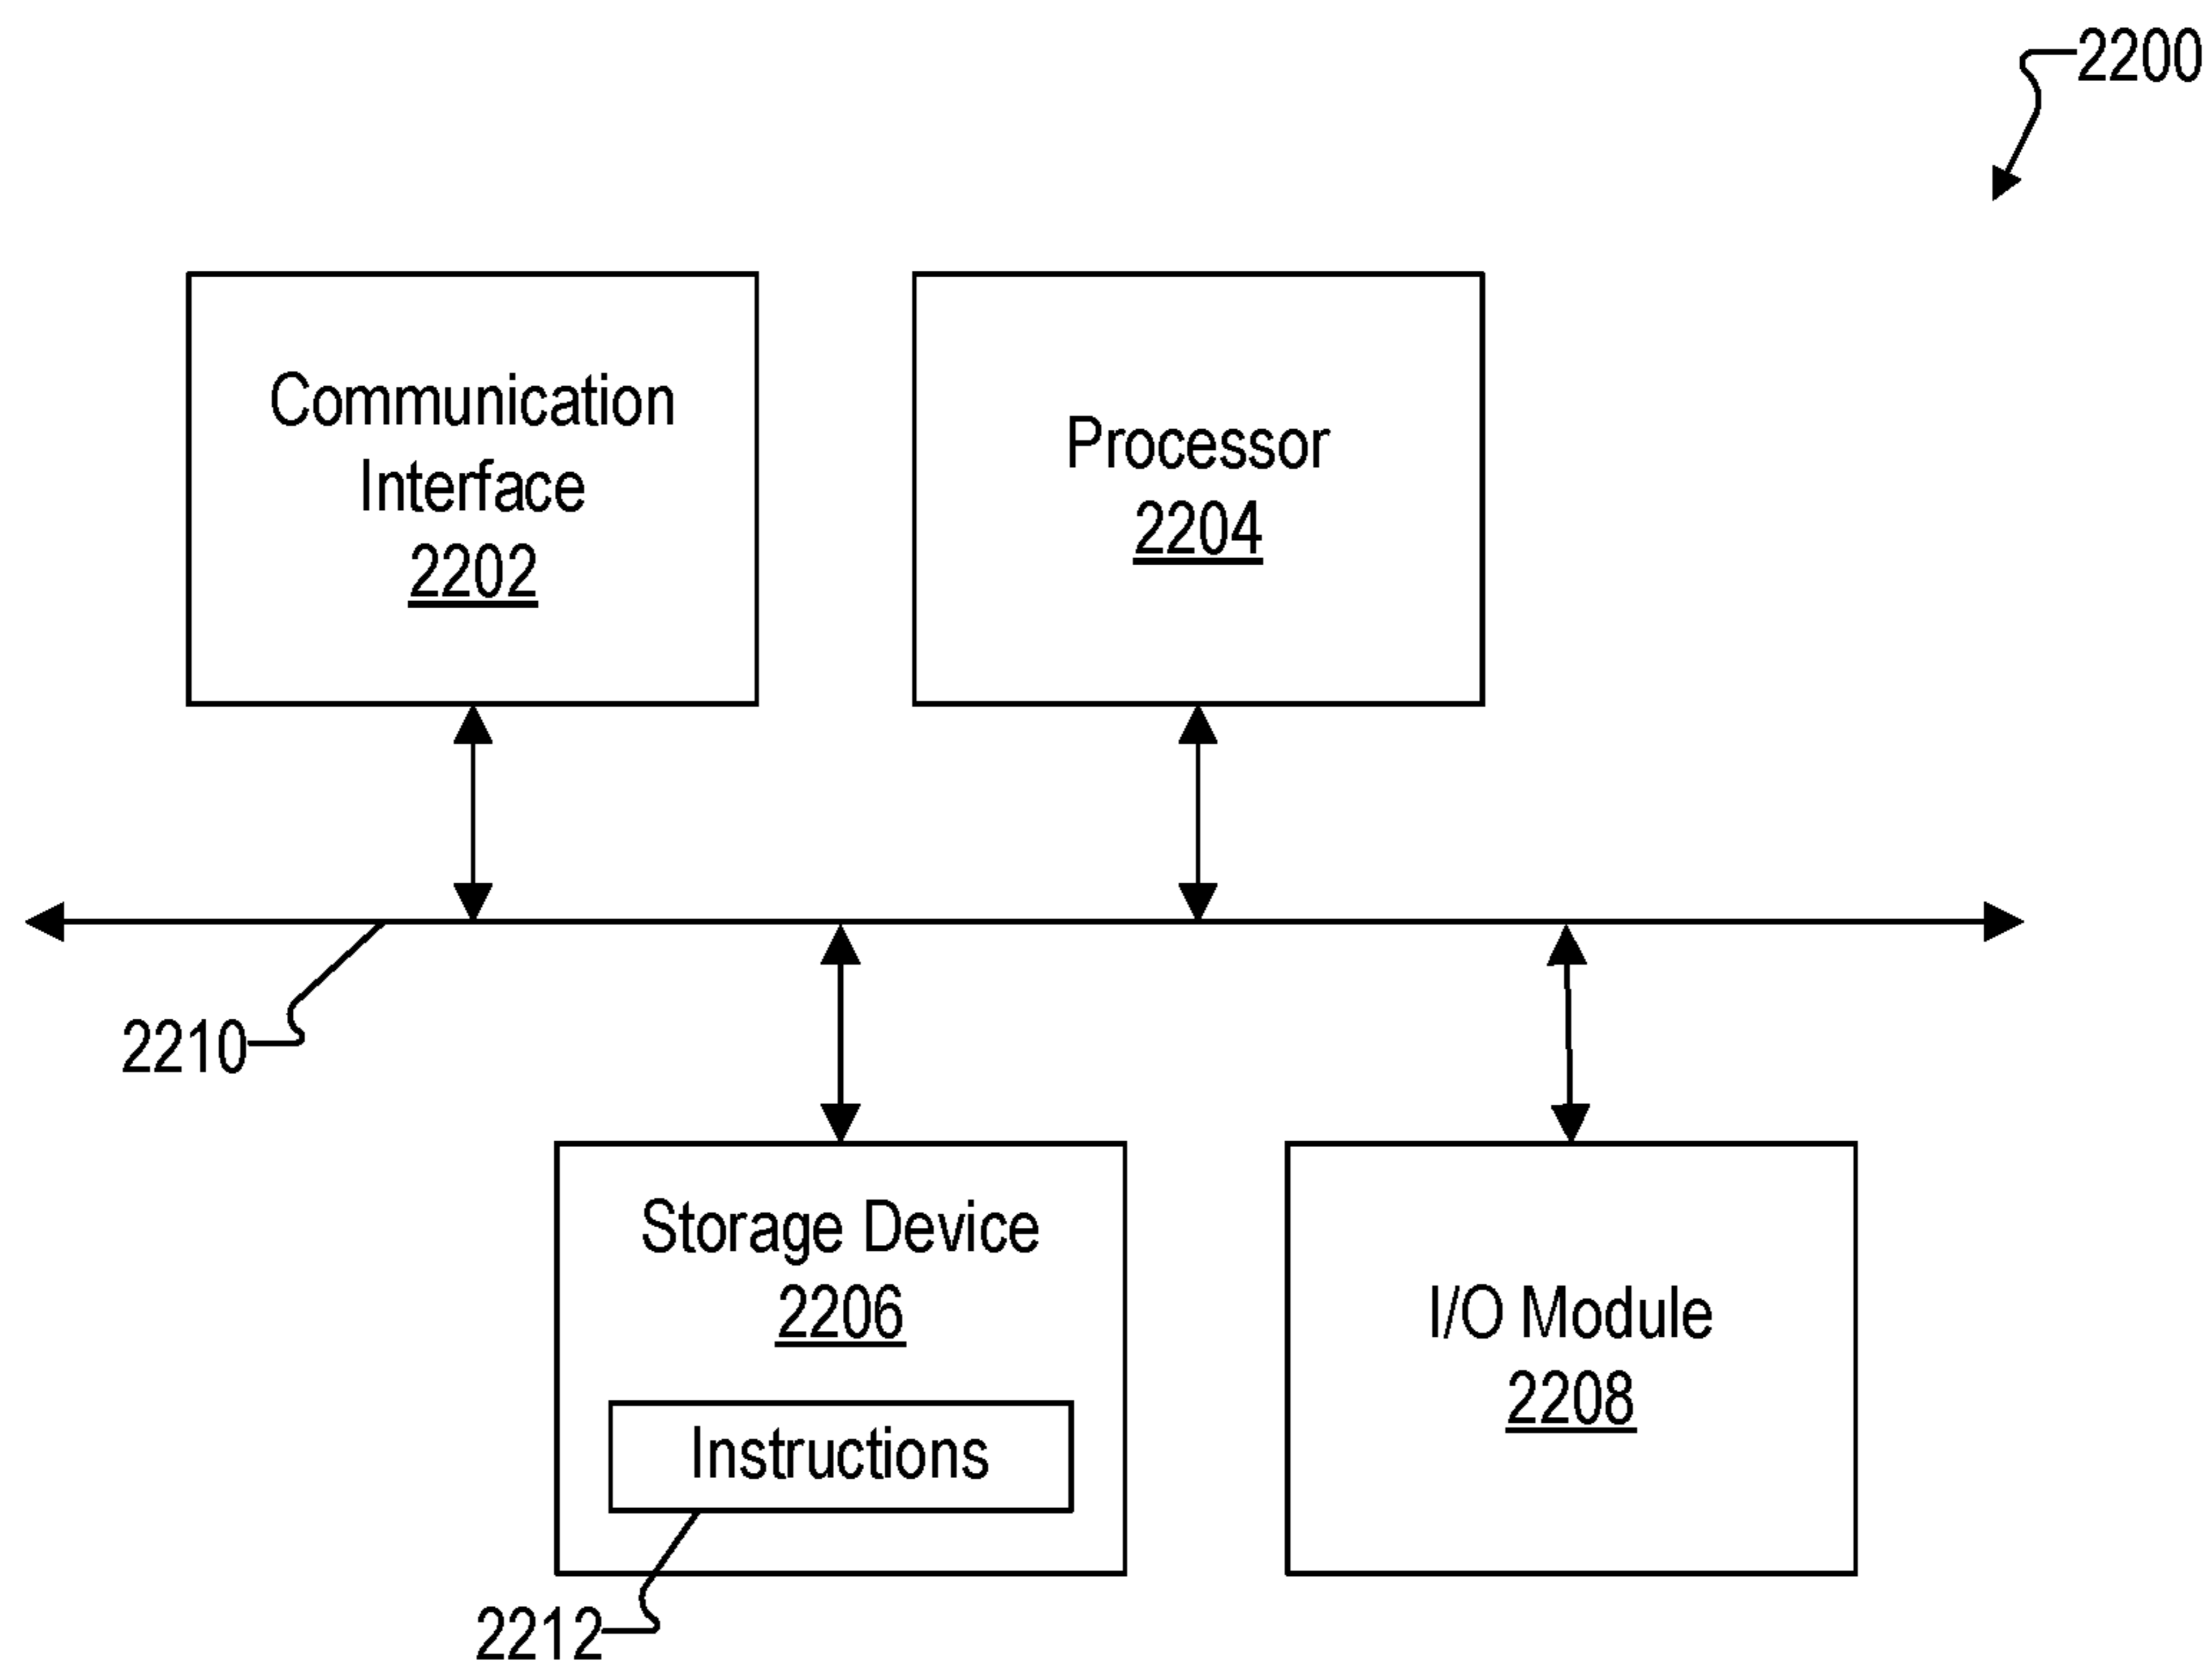 2200
Communication
Interface
2202
Processor
2204
2210
Storage Device
2206
Instructions
2212
I/O Module
2208